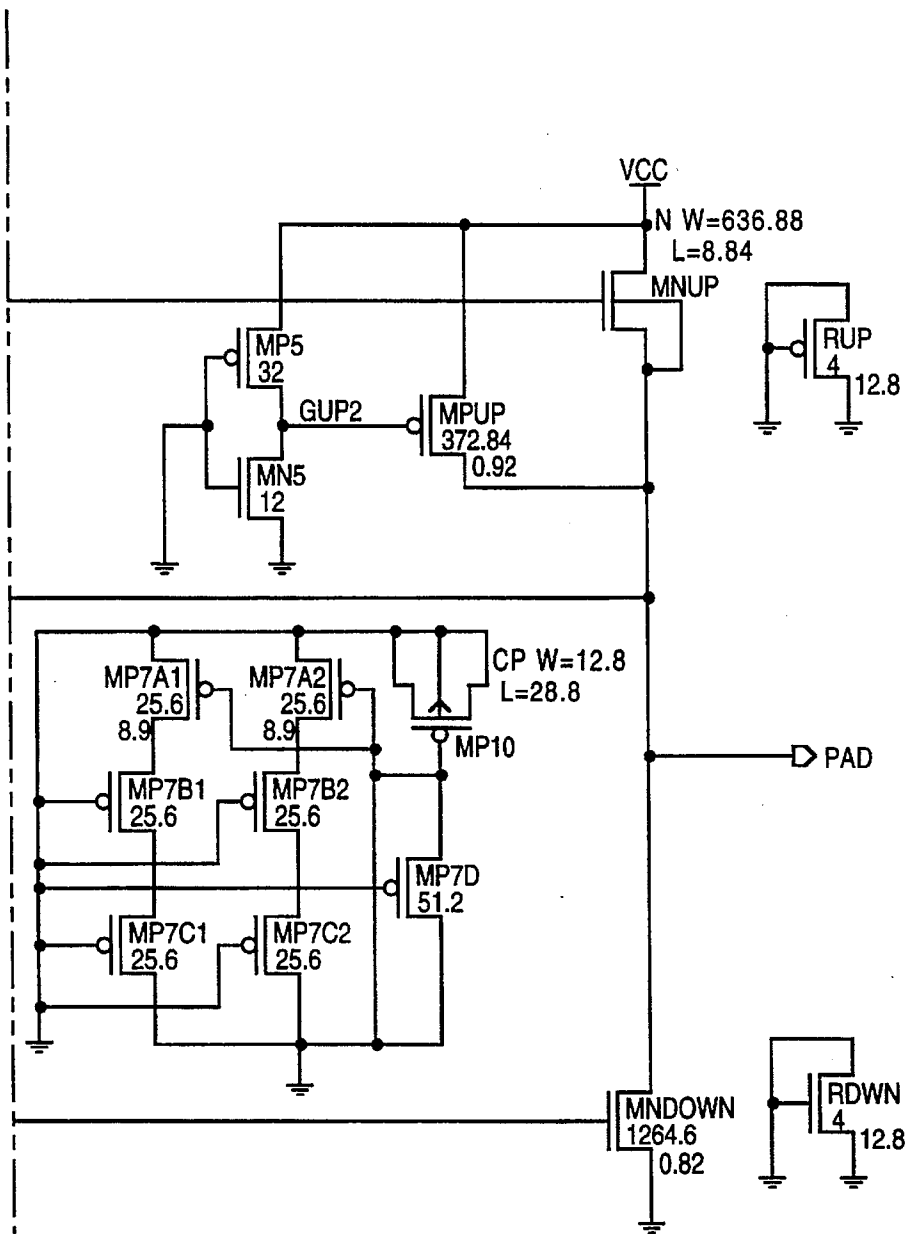 VCC
N W=636.88
L=8.84
MNUP
RUP
4
12.8
MP5
32
GUP2
MPUP
372.84
0.92
MN5
12
MP7A1
25.6
8.9
MP7A2
25.6
8.9
CP W=12.8
L=28.8
MP10
PAD
MP7B1
25.6
MP7B2
25.6
MP7D
51.2
MP7C1
25.6
MP7C2
25.6
MNDOWN
1264.6
0.82
RDWN
4
12.8